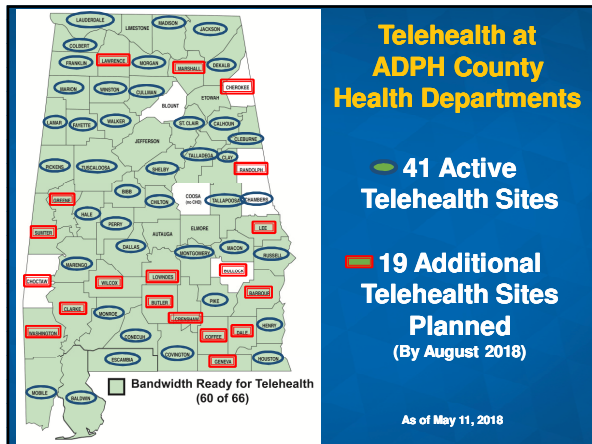 LAUDERDALE
LIMESTONE
MADISON
JACKSON
COLBERT
FRANKLIN
LAWRENCE
MORGAN
MARSHALL
DEKALB
MARION
WINSTON
CULLMAN
CHEROKEE
BLOUNT
ETOWAH
LAMAR
FAYETTE
WALKER
ST. CLAIR
CALHOUN
CLEBURNE
JEFFERSON
PICKENS
TUSCALOOSA
SHELBY
TALLADEGA
CLAY
RANDOLPH
BIBB
CHILTON
COOSA
(no CHD)
TALLAPOOSA
CHAMBERS
GREENE
HALE
PERRY
AUTAUGA
ELMORE
LEE
SUMTER
DALLAS
MONTGOMERY
MACON
RUSSELL
MARENGO
LOWNDES
BULLOCK
CHOCTAW
WILCOX
BUTLER
BARBOUR
CLARKE
MONROE
CRENSHAW
PIKE
WASHINGTON
CONECUH
COFFEE
DALE
HENRY
ESCAMBIA
COVINGTON
GENEVA
HOUSTON
MOBILE
BALDWIN
Bandwidth Ready for Telehealth
(60 of 66)
Telehealth at
ADPH County
Health Departments
41 Active
Telehealth Sites
19 Additional
Telehealth Sites
Planned
(By August 2018)
As of May 11, 2018